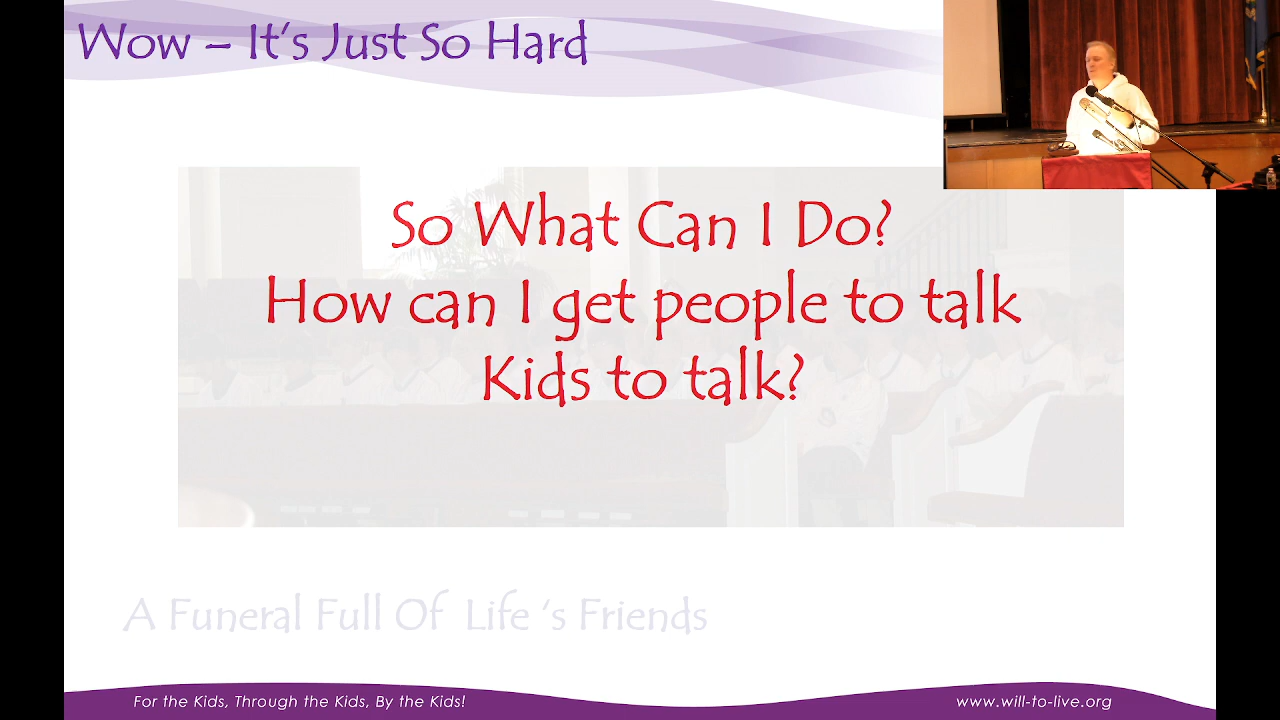 Wow – It's Just So Hard
So What Can I Do?
How can I get people to talk
Kids to talk?
A Funeral Full Of Life 's Friends
For the Kids, Through the Kids, By the Kids!
www.will-to-live.org